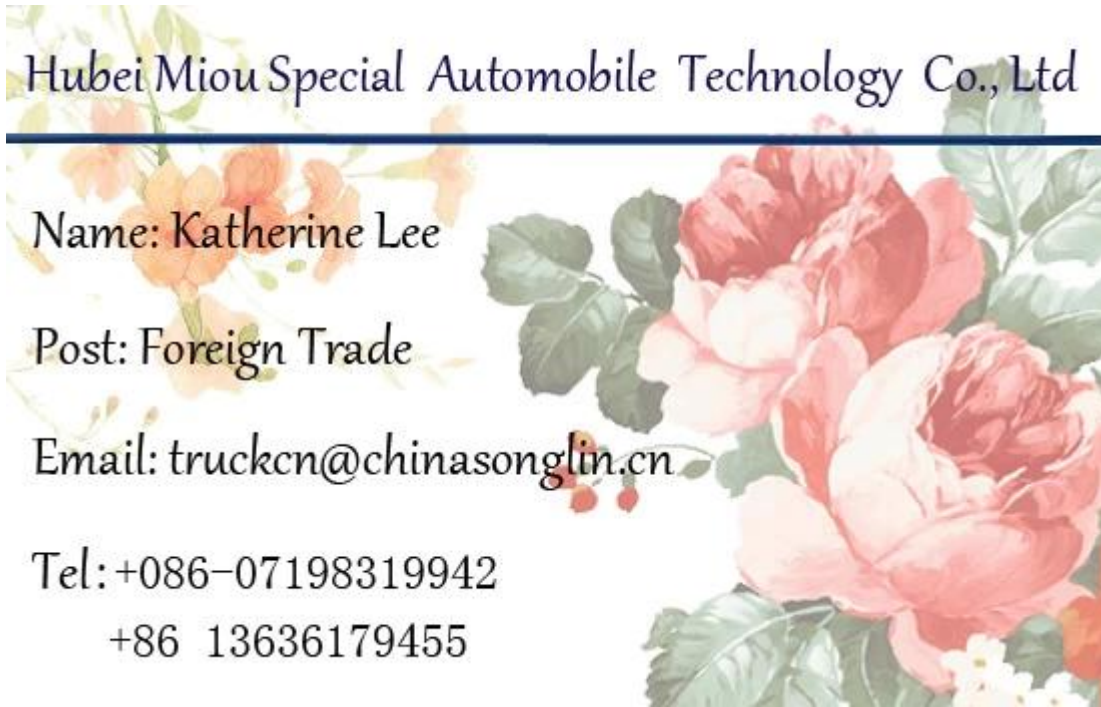 Hubei Miou Special Automobile Technology Co., Ltd
Name: Katherine Lee
Post: Foreign Trade
Email: truckcn@chinasonglin.cn
Tel: +086-07198319942
+86 13636179455